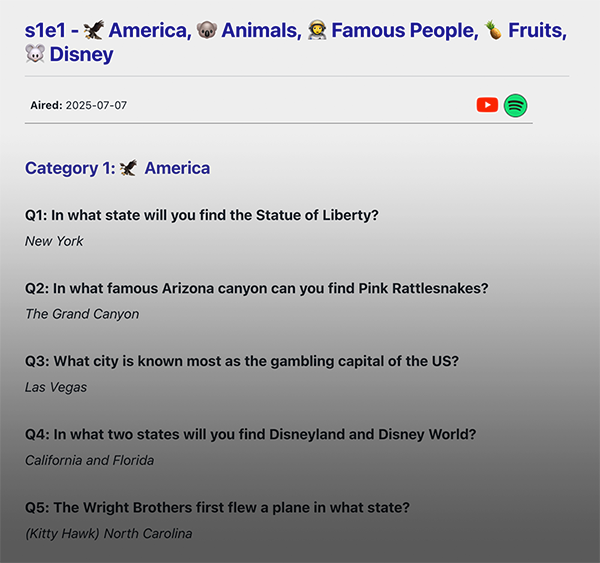 s1e1 - 🦅 America, 🐨 Animals, 👩‍🚀 Famous People, 🍍 Fruits,
🐭 Disney
Aired: 2025-07-07
Category 1: 🦅 America
Q1: In what state will you find the Statue of Liberty?
New York
Q2: In what famous Arizona canyon can you find Pink Rattlesnakes?
The Grand Canyon
Q3: What city is known most as the gambling capital of the US?
Las Vegas
Q4: In what two states will you find Disneyland and Disney World?
California and Florida
Q5: The Wright Brothers first flew a plane in what state?
(Kitty Hawk) North Carolina